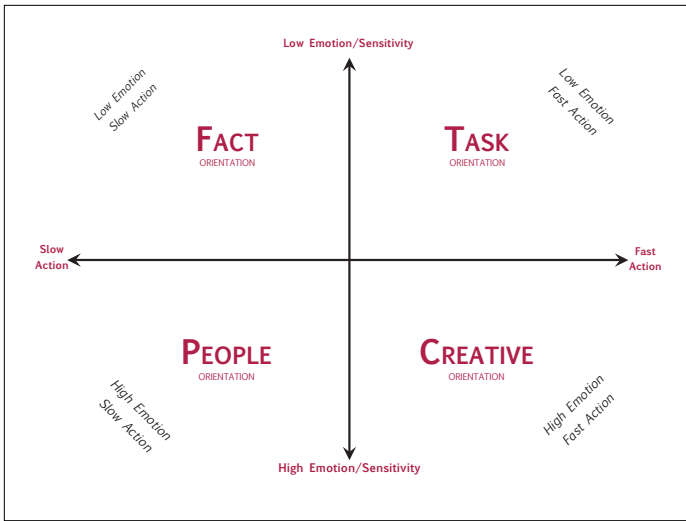 Low Emotion/Sensitivity
Low Emotion
Slow Action
Low Emotion
Fast Action
FACT
ORIENTATION
TASK
ORIENTATION
Slow
Action
Fast
Action
PEOPLE
ORIENTATION
CREATIVE
ORIENTATION
High Emotion
Slow Action
High Emotion
Fast Action
High Emotion/Sensitivity